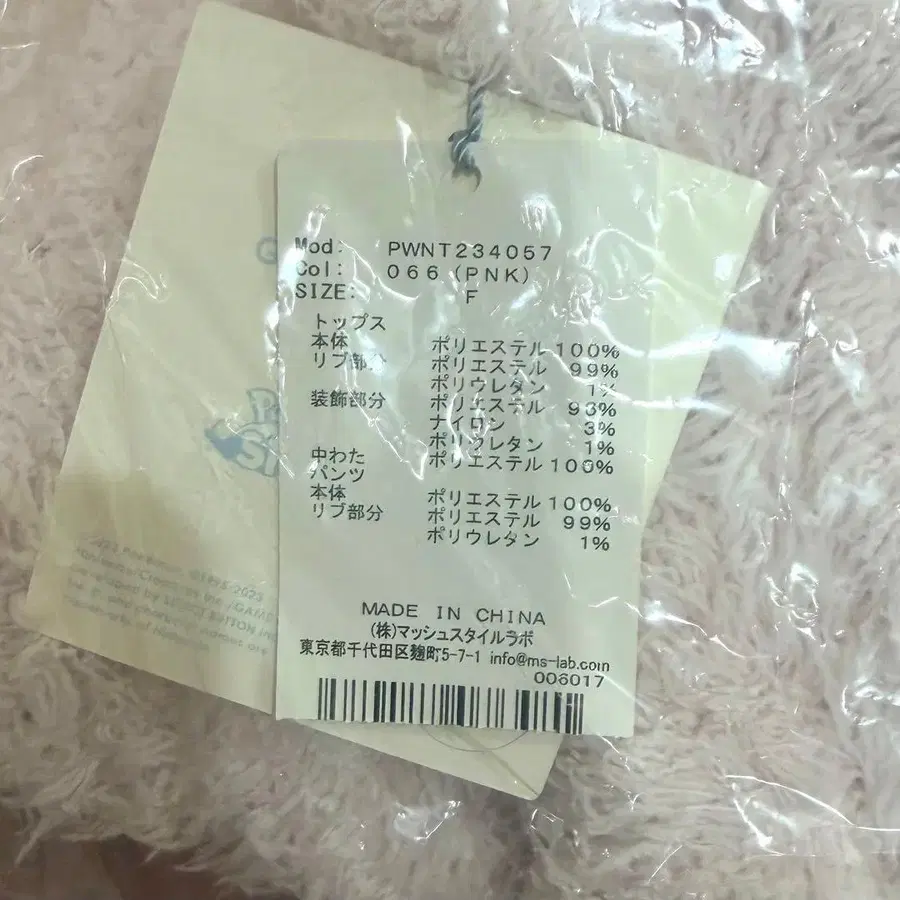 Mod: PWNT234057
Col: 066(PNK)
SIZE: F
トップス
本体 ポリエステル 100%
リブ部分 ポリエステル 99%
ポリウレタン 1%
装飾部分 ポリエステル 93%
ナイロン 3%
ポリウレタン 1%
中わた ポリエステル 100%
パンツ
本体 ポリエステル 100%
リブ部分 ポリエステル 99%
ポリウレタン 1%
MADE IN CHINA
(株)マッシュスタイルラボ
東京都千代田区麹町5-7-1 info@ms-lab.com
006017